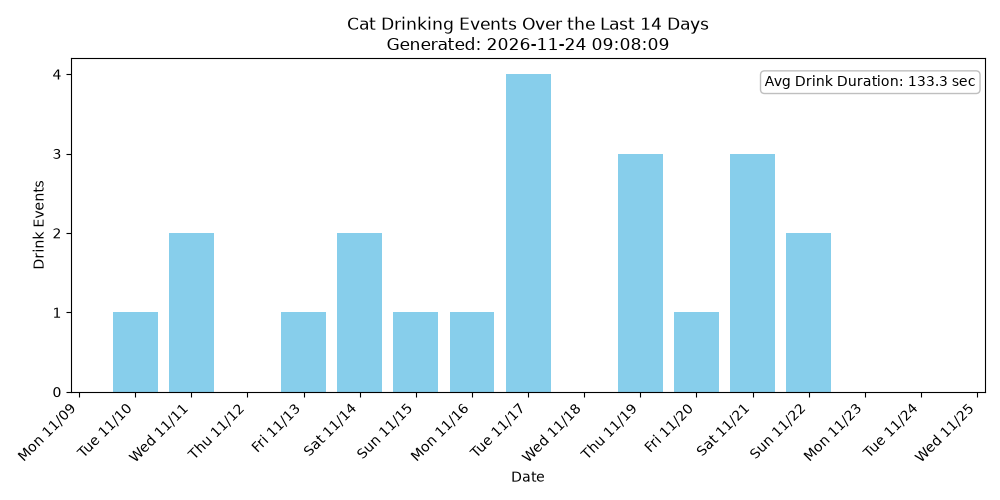 Cat Drinking Events Over the Last 14 Days
Generated: 2026-11-24 09:08:09
Avg Drink Duration: 133.3 sec
Drink Events
4
3
2
1
0
Mon 11/09
Tue 11/10
Wed 11/11
Thu 11/12
Fri 11/13
Sat 11/14
Sun 11/15
Mon 11/16
Tue 11/17
Wed 11/18
Thu 11/19
Fri 11/20
Sat 11/21
Sun 11/22
Mon 11/23
Tue 11/24
Wed 11/25
Date